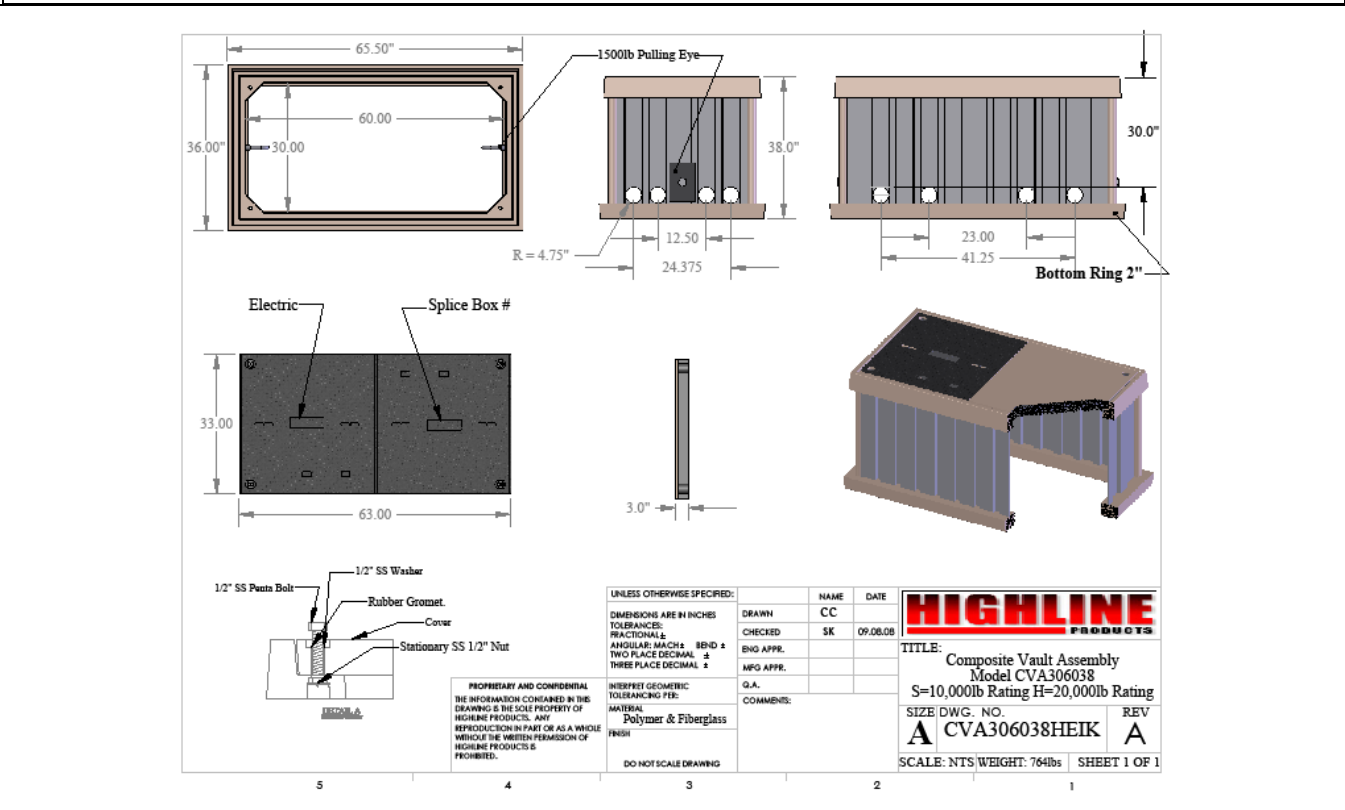 65.50"
36.00"
60.00
30.00
1500lb Pulling Eye
38.0"
R = 4.75"
12.50
24.375
30.0"
23.00
41.25
Bottom Ring 2"
Electric
Splice Box #
33.00
63.00
3.0"
1/2" SS Penta Bolt
1/2" SS Washer
Rubber Gromet.
Cover
Stationary SS 1/2" Nut
DETAIL A
PROPRIETARY AND CONFIDENTIAL
THE INFORMATION CONTAINED IN THIS
DRAWING IS THE SOLE PROPERTY OF
HIGHLINE PRODUCTS. ANY
REPRODUCTION IN PART OR AS A WHOLE
WITHOUT THE WRITTEN PERMISSION OF
HIGHLINE PRODUCTS IS
PROHIBITED.
UNLESS OTHERWISE SPECIFIED:
DIMENSIONS ARE IN INCHES
TOLERANCES:
FRACTIONAL ±
ANGULAR: MACH ± BEND ±
TWO PLACE DECIMAL ±
THREE PLACE DECIMAL ±
INTERPRET GEOMETRIC
TOLERANCING PER:
MATERIAL
Polymer & Fiberglass
FINISH
DO NOT SCALE DRAWING
NAME DATE
DRAWN CC
CHECKED SK 09.08.08
ENG APPR.
MFG APPR.
Q.A.
COMMENTS:
HIGHLINE
PRODUCTS
TITLE:
Composite Vault Assembly
Model CVA306038
S=10,000lb Rating H=20,000lb Rating
SIZE DWG. NO. REV
A CVA306038HEIK A
SCALE: NTS WEIGHT: 764lbs SHEET 1 OF 1
5 4 3 2 1